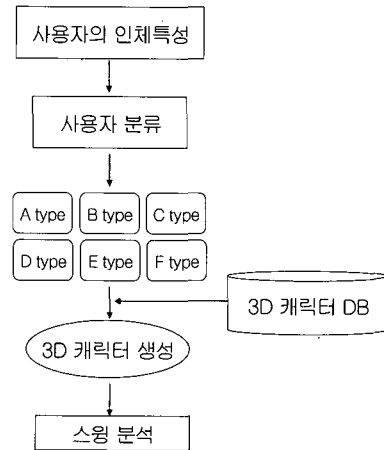 사용자의 인체특성
사용자 분류
A type B type C type
D type E type F type
3D 캐릭터 DB
3D 캐릭터 생성
스윙 분석